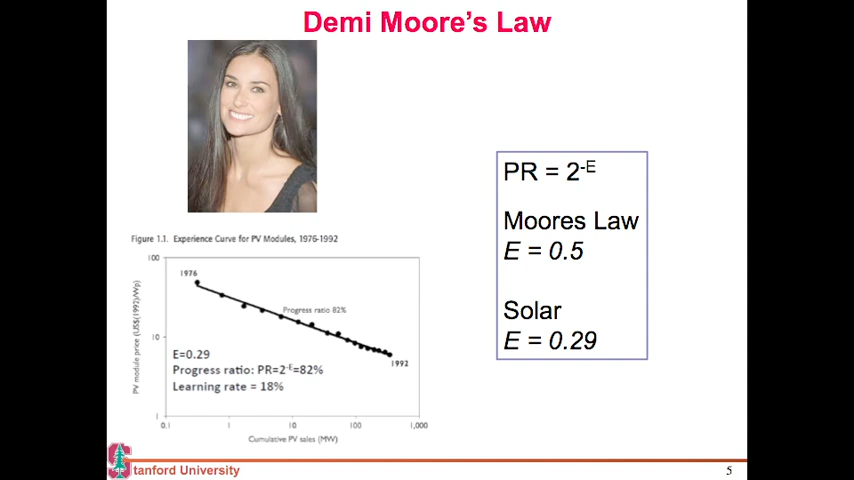 Demi Moore's Law
PR = 2-E
Moores Law
E = 0.5
Solar
E = 0.29
Figure 1.1. Experience Curve for PV Modules, 1976-1992
PV module price (US$(1992)/Wp)
100
10
1
1976
Progress ratio 82%
1992
E=0.29
Progress ratio: PR=2-E=82%
Learning rate = 18%
0.1 1 10 100 1,000
Cumulative PV sales (MW)
Stanford University
5